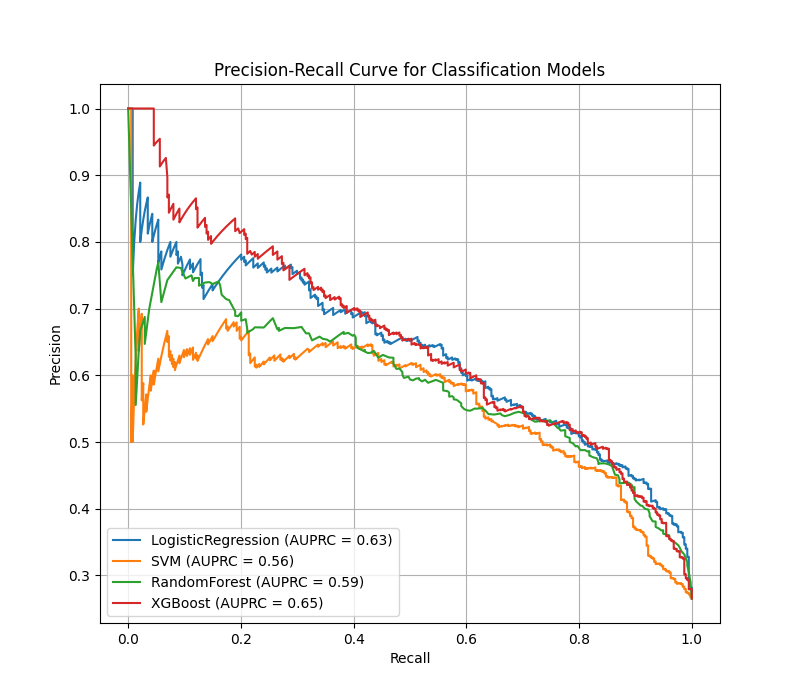 Precision-Recall Curve for Classification Models
Precision
1.0
0.9
0.8
0.7
0.6
0.5
0.4
0.3
LogisticRegression (AUPRC = 0.63)
SVM (AUPRC = 0.56)
RandomForest (AUPRC = 0.59)
XGBoost (AUPRC = 0.65)
0.0 0.2 0.4 0.6 0.8 1.0
Recall